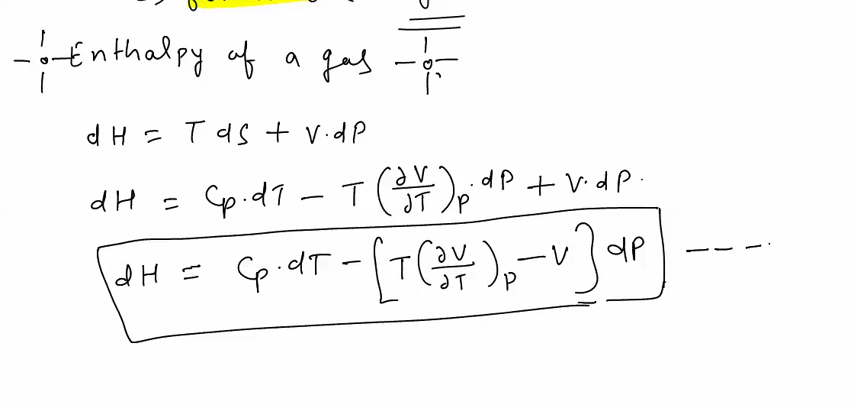 Enthalpy of a gas
dH = T dS + V.dP
dH = Cp.dT - T (∂V/∂T)p.dP + V.dP.
dH = Cp.dT - [T(∂V/∂T)p - V} dP ----